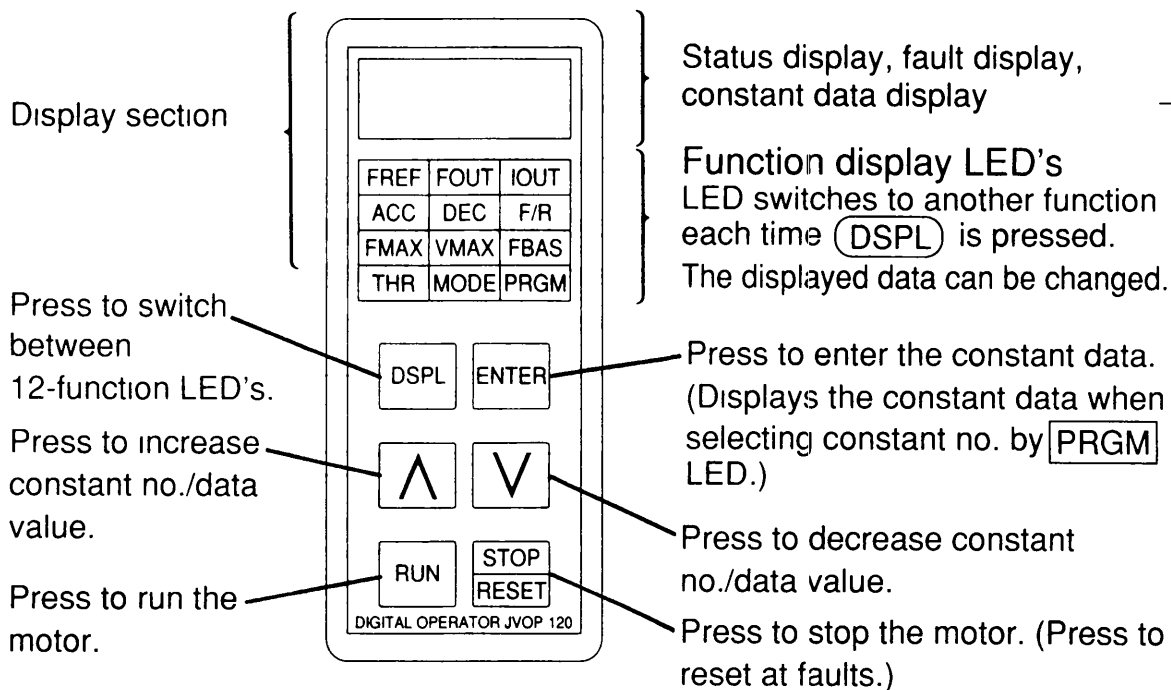 Display section
Status display, fault display,
constant data display
Function display LED's
LED switches to another function
each time DSPL is pressed.
The displayed data can be changed.
FREF FOUT IOUT
ACC DEC F/R
FMAX VMAX FBAS
THR MODE PRGM
Press to switch
between
12-function LED's.
DSPL ENTER
Press to enter the constant data.
(Displays the constant data when
selecting constant no. by PRGM
LED.)
Press to increase
constant no./data
value.
∧ ∨
Press to decrease constant
no./data value.
Press to run the
motor.
RUN
STOP
RESET
Press to stop the motor. (Press to
reset at faults.)
DIGITAL OPERATOR JVOP 120